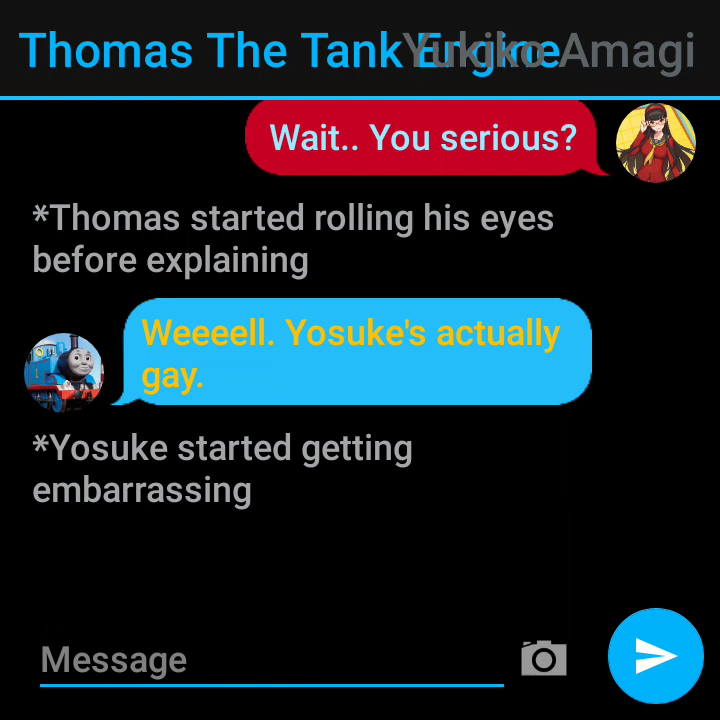 Thomas The Tank Engine
Yukiko Amagi
Wait.. You serious?
*Thomas started rolling his eyes
before explaining
Weeeell. Yosuke's actually
gay.
*Yosuke started getting
embarrassing
Message